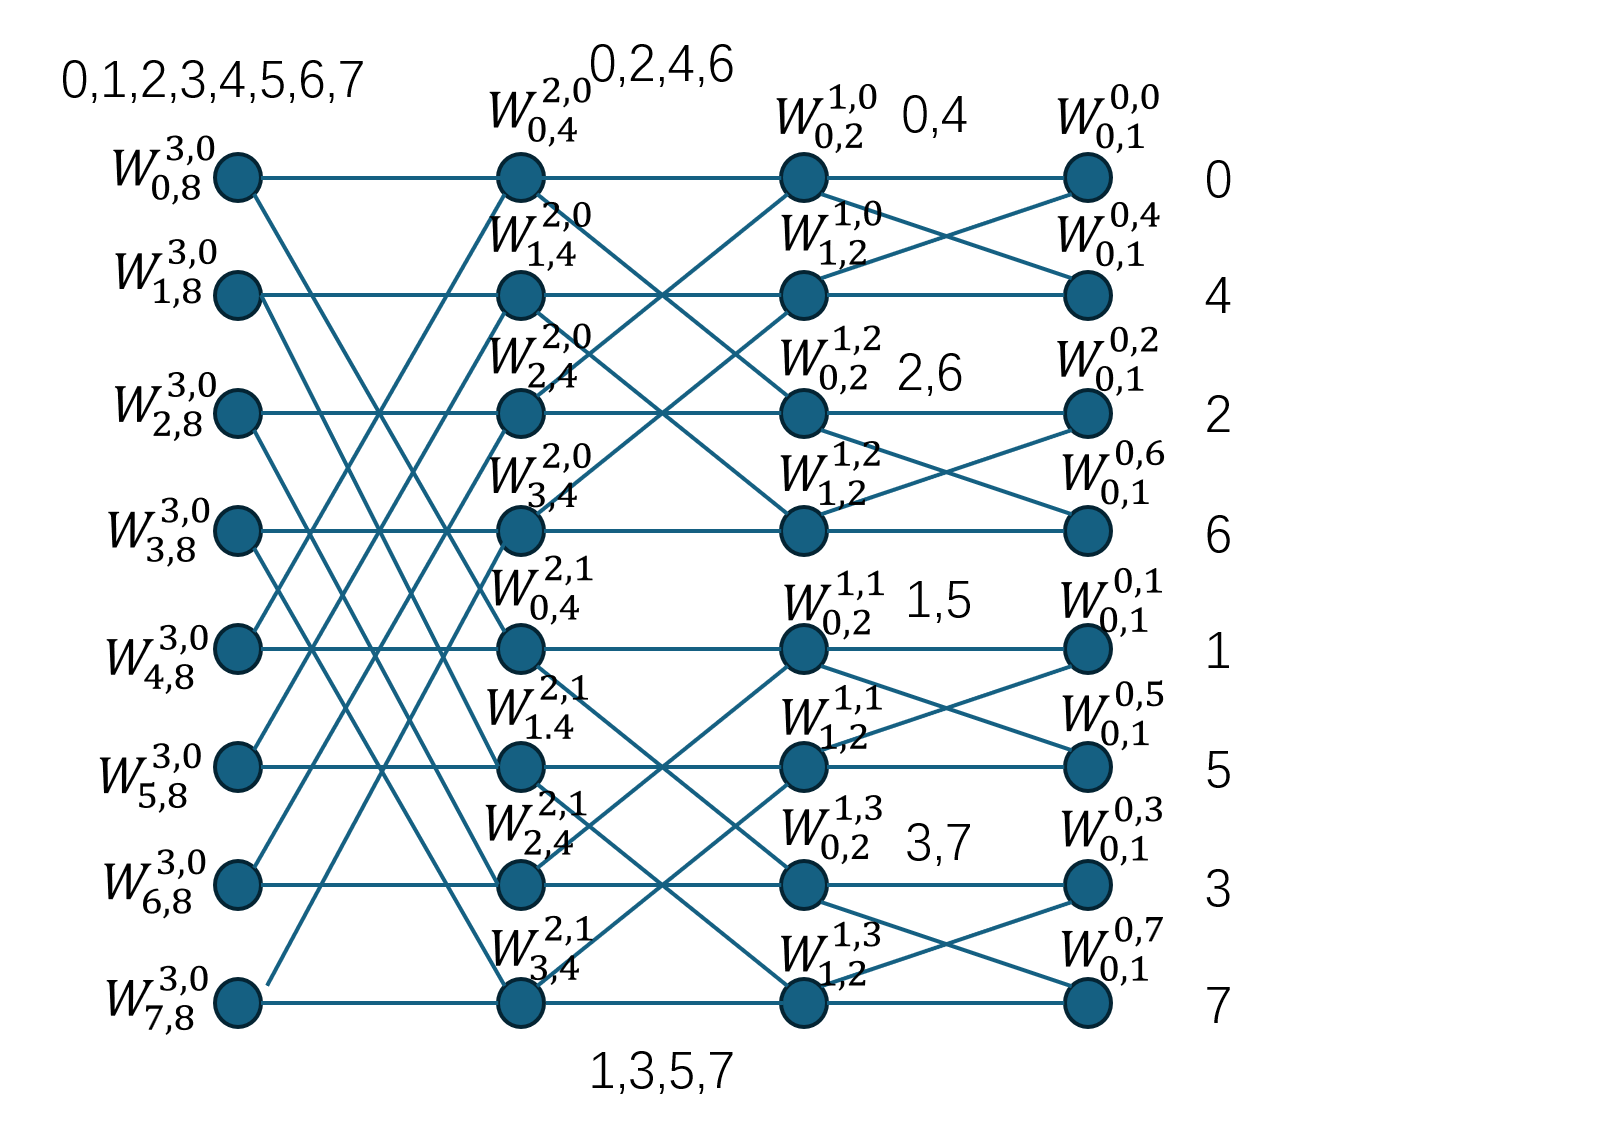 0,1,2,3,4,5,6,7
0,2,4,6
W_{0,8}^{3,0} W_{0,4}^{2,0} W_{0,2}^{1,0} 0,4 W_{0,1}^{0,0} 0
W_{1,8}^{3,0} W_{1,4}^{2,0} W_{1,2}^{1,0} W_{0,1}^{0,4} 4
W_{2,8}^{3,0} W_{2,4}^{2,0} W_{0,2}^{1,2} 2,6 W_{0,1}^{0,2} 2
W_{3,8}^{3,0} W_{3,4}^{2,0} W_{1,2}^{1,2} W_{0,1}^{0,6} 6
W_{4,8}^{3,0} W_{0,4}^{2,1} W_{0,2}^{1,1} 1,5 W_{0,1}^{0,1} 1
W_{5,8}^{3,0} W_{1.4}^{2,1} W_{1,2}^{1,1} W_{0,1}^{0,5} 5
W_{6,8}^{3,0} W_{2,4}^{2,1} W_{0,2}^{1,3} 3,7 W_{0,1}^{0,3} 3
W_{7,8}^{3,0} W_{3,4}^{2,1} W_{1,2}^{1,3} W_{0,1}^{0,7} 7
1,3,5,7